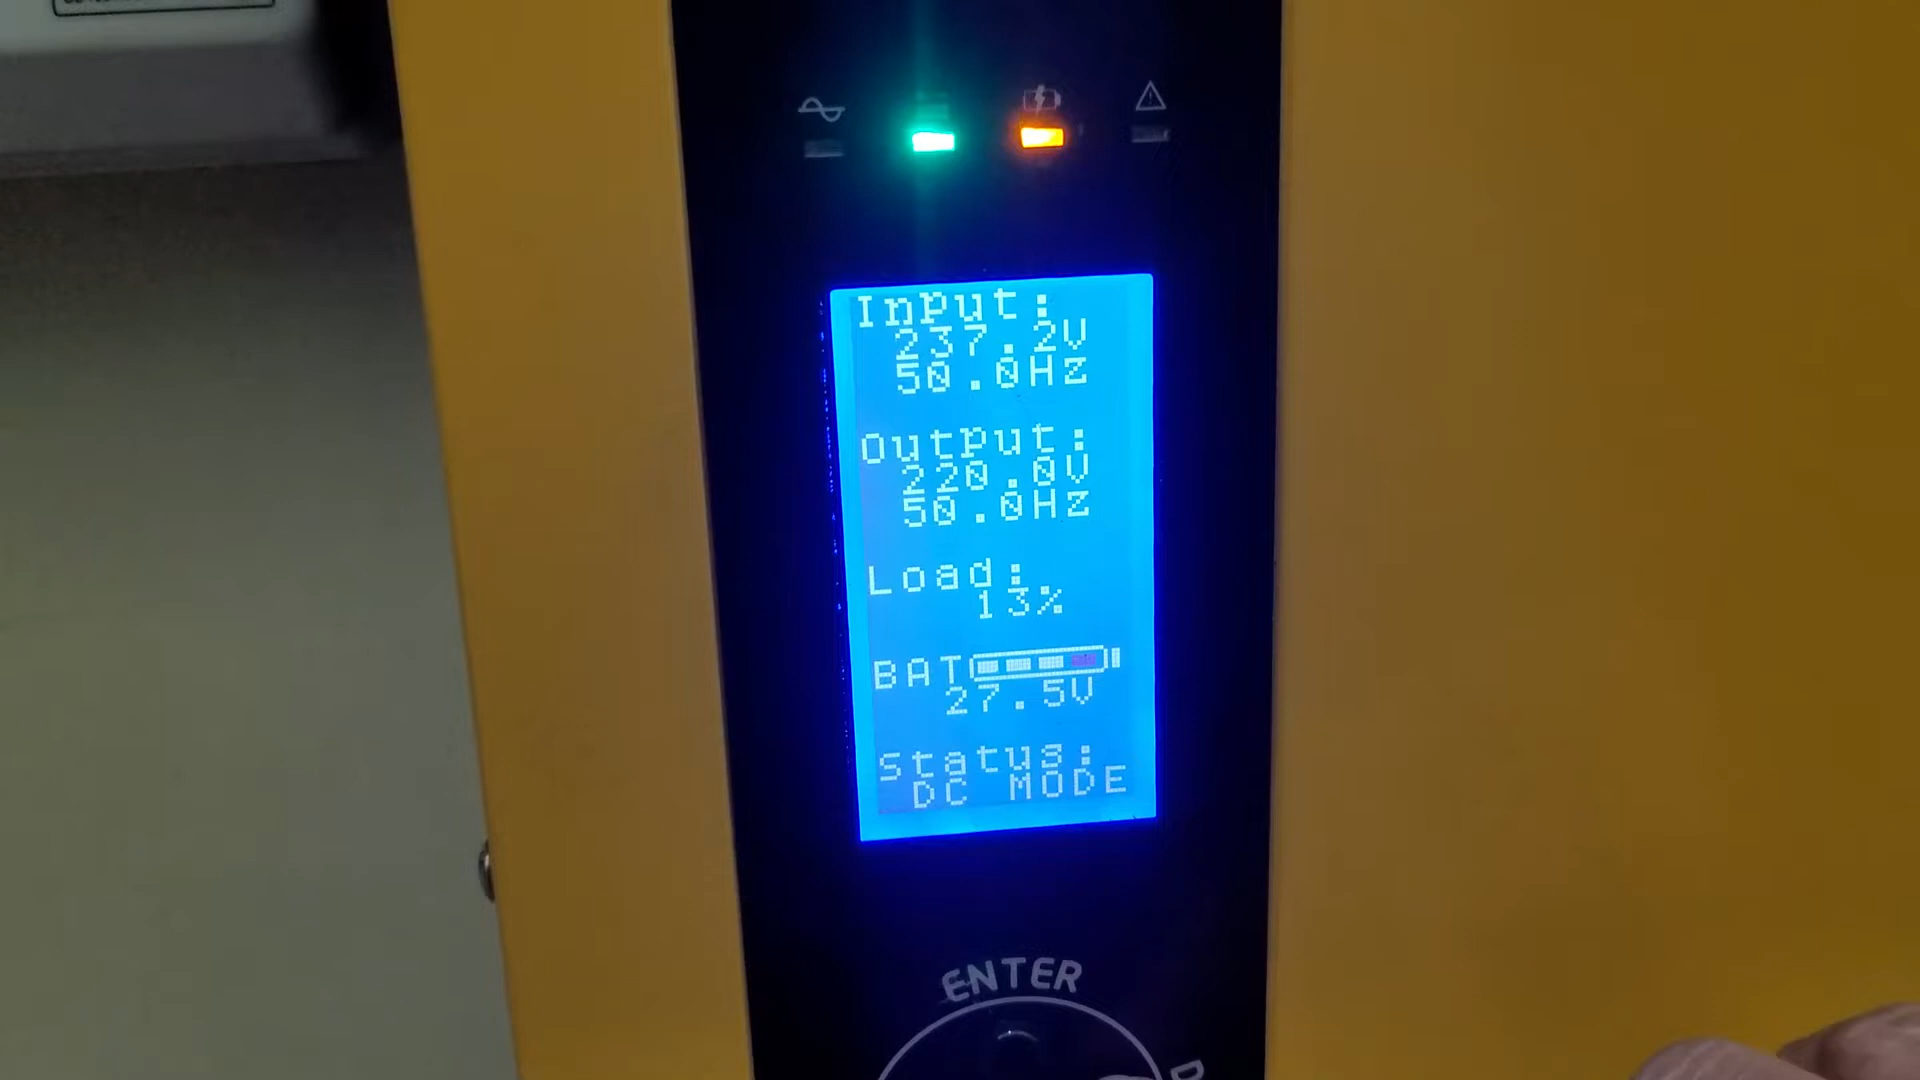 Input:
237.2V
50.0HZ
Output:
220.0V
50.0HZ
Load:
13%
BAT
27.5V
Status:
DC MODE
ENTER
D